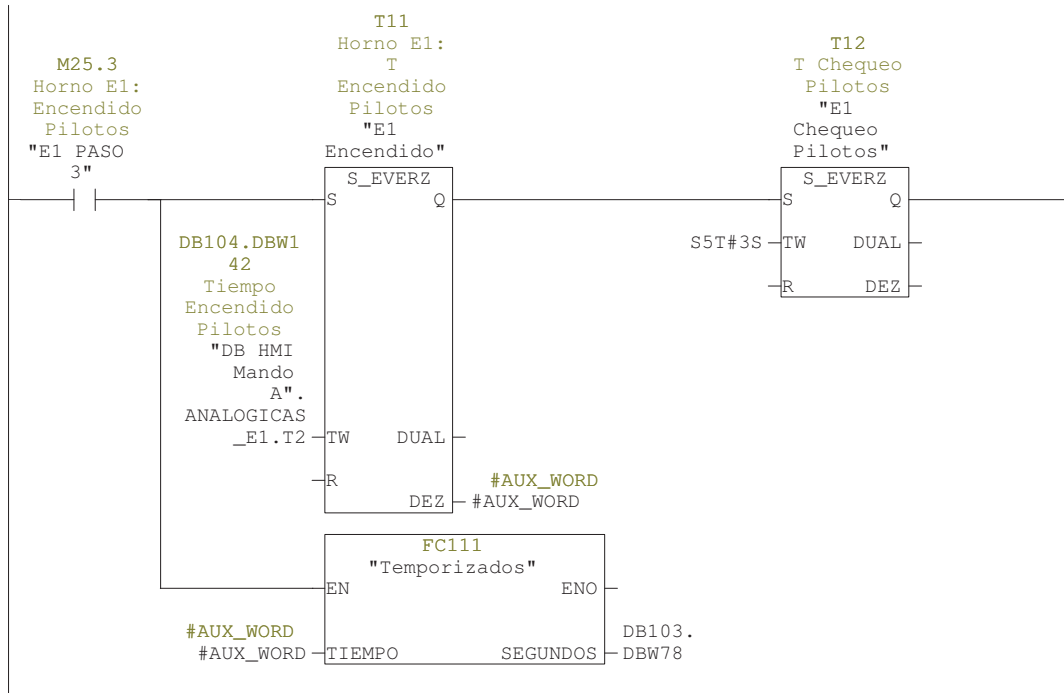 M25.3
Horno E1:
Encendido
Pilotos
"E1 PASO
3"
T11
Horno E1:
T
Encendido
Pilotos
"E1
Encendido"
S_EVERZ
S
Q
DB104.DBW1
42
Tiempo
Encendido
Pilotos
"DB HMI
Mando
A".
ANALOGICAS
_E1.T2
TW
DUAL
R
DEZ
#AUX_WORD
#AUX_WORD
T12
T Chequeo
Pilotos
"E1
Chequeo
Pilotos"
S_EVERZ
S
Q
S5T#3S
TW
DUAL
R
DEZ
FC111
"Temporizados"
EN
ENO
#AUX_WORD
#AUX_WORD
TIEMPO
SEGUNDOS
DB103.
DBW78